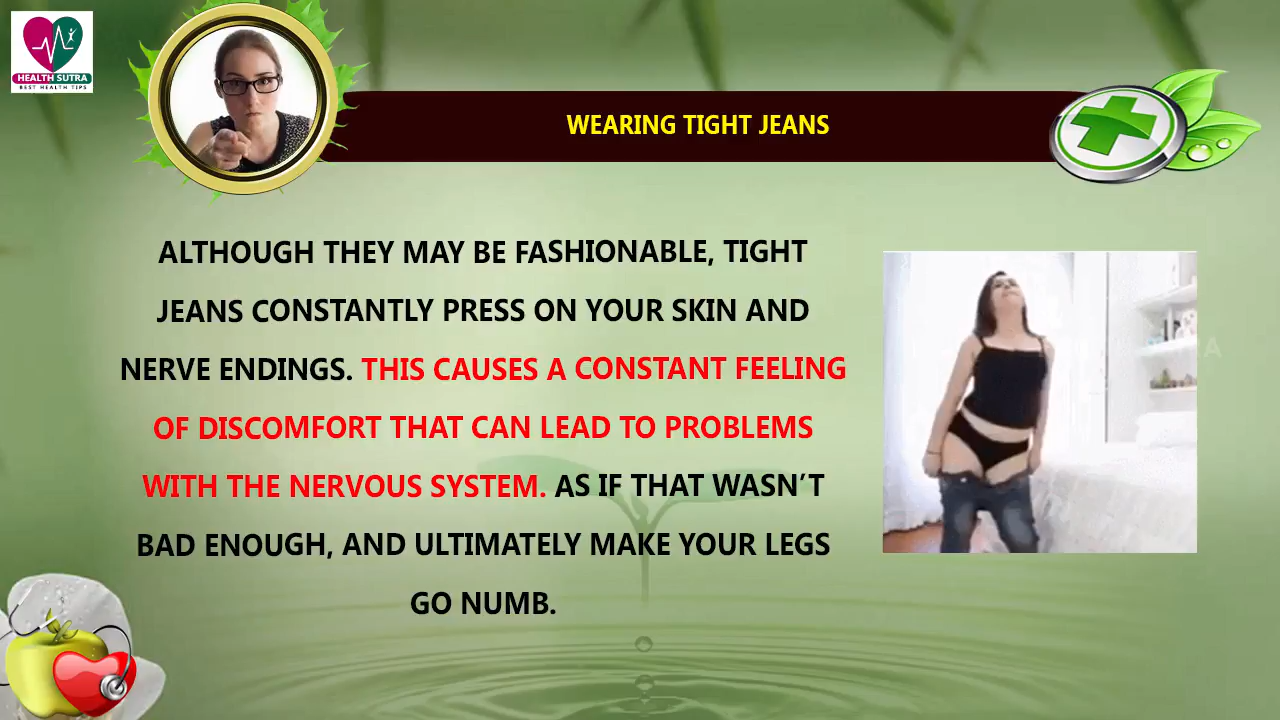 HEALTH SUTRA
BEST HEALTH TIPS
WEARING TIGHT JEANS
ALTHOUGH THEY MAY BE FASHIONABLE, TIGHT
JEANS CONSTANTLY PRESS ON YOUR SKIN AND
NERVE ENDINGS. THIS CAUSES A CONSTANT FEELING
OF DISCOMFORT THAT CAN LEAD TO PROBLEMS
WITH THE NERVOUS SYSTEM. AS IF THAT WASN'T
BAD ENOUGH, AND ULTIMATELY MAKE YOUR LEGS
GO NUMB.